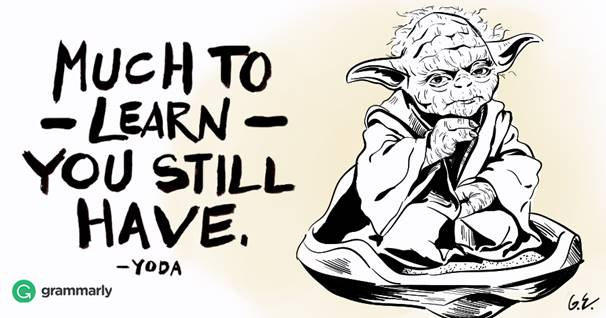 MUCH TO
– LEARN –
YOU STILL
HAVE.
–YODA
grammarly
G.E.